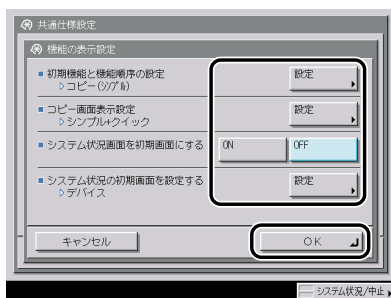 共通仕様設定
機能の表示設定
初期機能と機能順序の設定 設定
コピー(シンプル)
コピー画面表示設定 設定
シンプル+クイック
システム状況画面を初期画面にする ON OFF
システム状況の初期画面を設定する 設定
デバイス
キャンセル OK
システム状況/中止